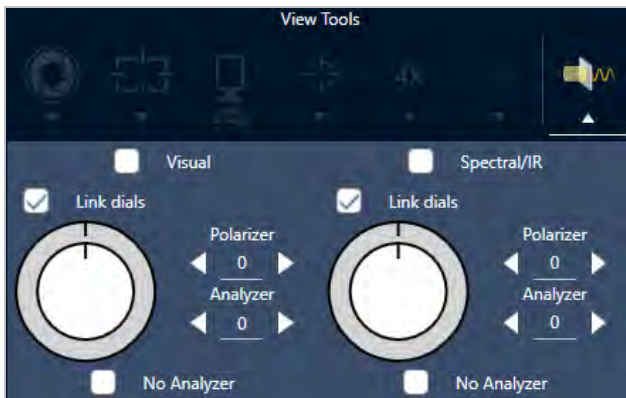 View Tools
4X
Visual
Spectral/IR
Link dials
Link dials
Polarizer
0
Analyzer
0
Polarizer
0
Analyzer
0
No Analyzer
No Analyzer